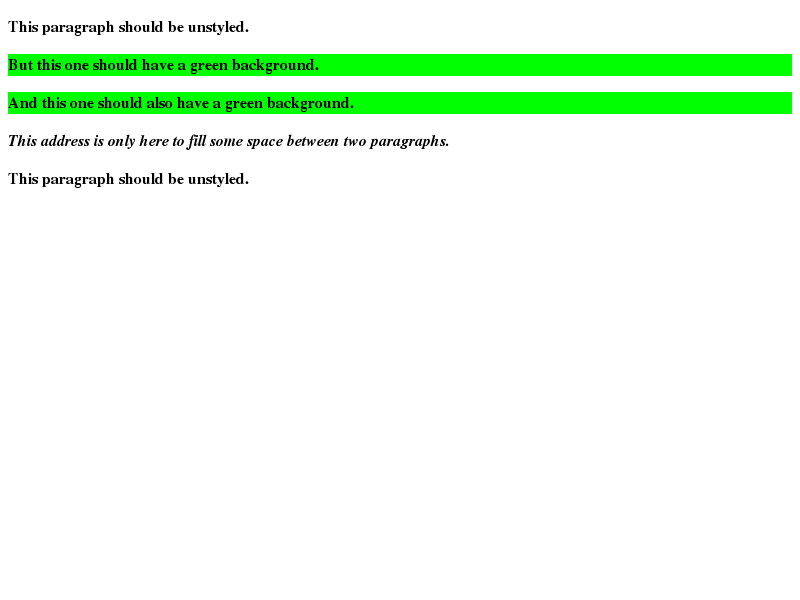 This paragraph should be unstyled.
But this one should have a green background.
And this one should also have a green background.
This address is only here to fill some space between two paragraphs.
This paragraph should be unstyled.